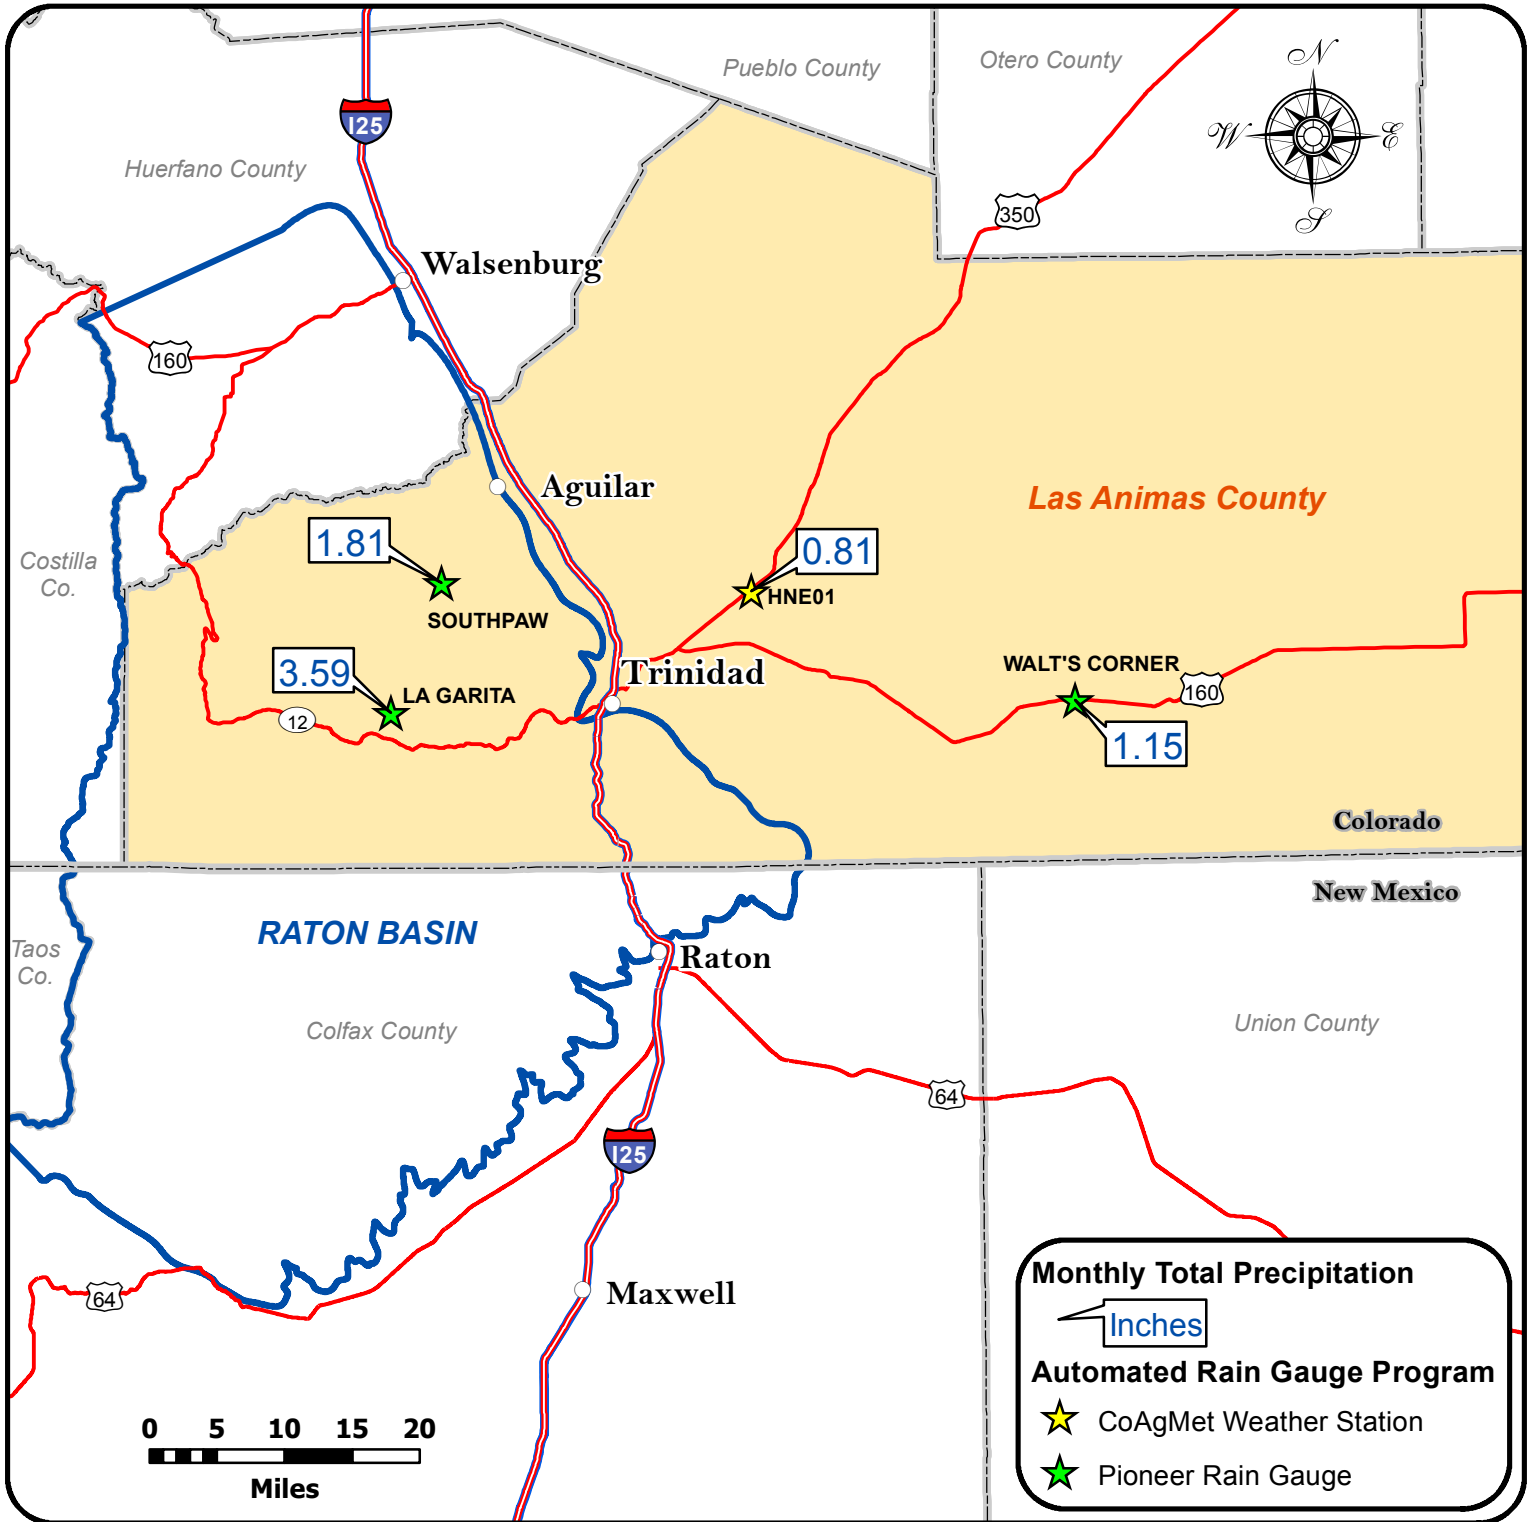 Pueblo County
Otero County
N
W
E
S
I25
Huerfano County
350
Walsenburg
160
Aguilar
Las Animas County
1.81
0.81
Costilla
Co.
HNE01
SOUTHPAW
3.59
Trinidad
WALT'S CORNER
LA GARITA
160
12
1.15
Colorado
New Mexico
RATON BASIN
Taos
Co.
Raton
Colfax County
Union County
64
I25
64
Maxwell
Monthly Total Precipitation
Inches
Automated Rain Gauge Program
CoAgMet Weather Station
Pioneer Rain Gauge
0 5 10 15 20
Miles